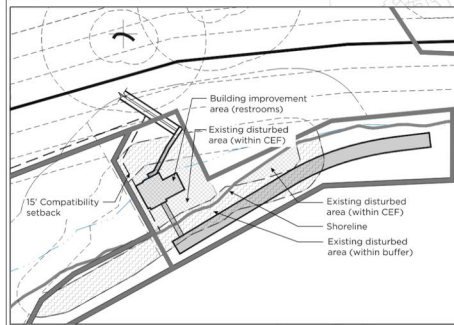 Building improvement
area (restrooms)
Existing disturbed
area (within CEF)
15' Compatibility
setback
Existing disturbed
area (within CEF)
Shoreline
Existing disturbed
area (within buffer)